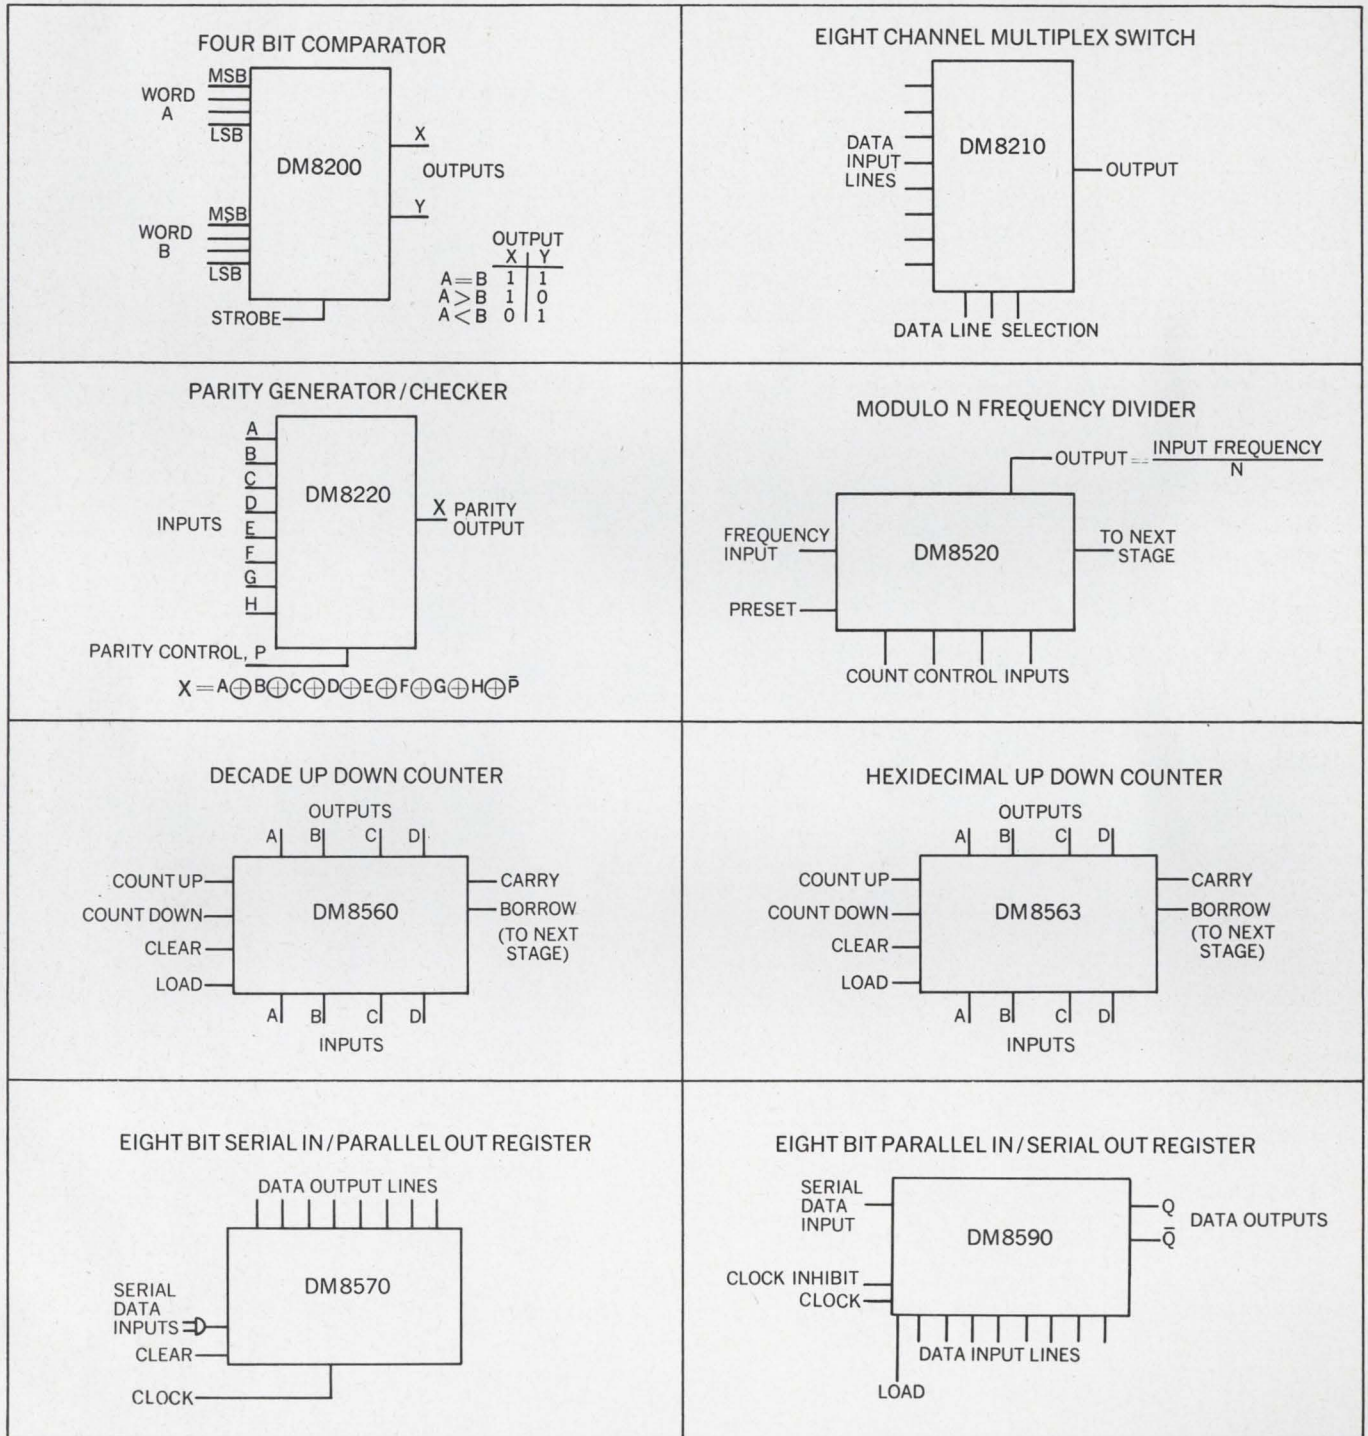 FOUR BIT COMPARATOR
MSB
WORD
A
LSB
DM8200
X
OUTPUTS
Y
MSB
WORD
B
LSB
STROBE
OUTPUT
X Y
A=B 1 1
A>B 1 0
A<B 0 1
EIGHT CHANNEL MULTIPLEX SWITCH
DATA
INPUT
LINES
DM8210
OUTPUT
DATA LINE SELECTION
PARITY GENERATOR/CHECKER
A
B
C
D
E
F
G
H
INPUTS
DM8220
X PARITY
OUTPUT
PARITY CONTROL, P
X=A⊕B⊕C⊕D⊕E⊕F⊕G⊕H⊕P̄
MODULO N FREQUENCY DIVIDER
OUTPUT = INPUT FREQUENCY
N
FREQUENCY
INPUT
DM8520
TO NEXT
STAGE
PRESET
COUNT CONTROL INPUTS
DECADE UP DOWN COUNTER
OUTPUTS
A B C D
COUNT UP
COUNT DOWN
CLEAR
LOAD
DM8560
CARRY
BORROW
(TO NEXT
STAGE)
A B C D
INPUTS
HEXIDECIMAL UP DOWN COUNTER
OUTPUTS
A B C D
COUNT UP
COUNT DOWN
CLEAR
LOAD
DM8563
CARRY
BORROW
(TO NEXT
STAGE)
A B C D
INPUTS
EIGHT BIT SERIAL IN/PARALLEL OUT REGISTER
DATA OUTPUT LINES
DM8570
SERIAL
DATA
INPUTS
CLEAR
CLOCK
EIGHT BIT PARALLEL IN/SERIAL OUT REGISTER
SERIAL
DATA
INPUT
DM8590
Q
Q̄
DATA OUTPUTS
CLOCK INHIBIT
CLOCK
DATA INPUT LINES
LOAD